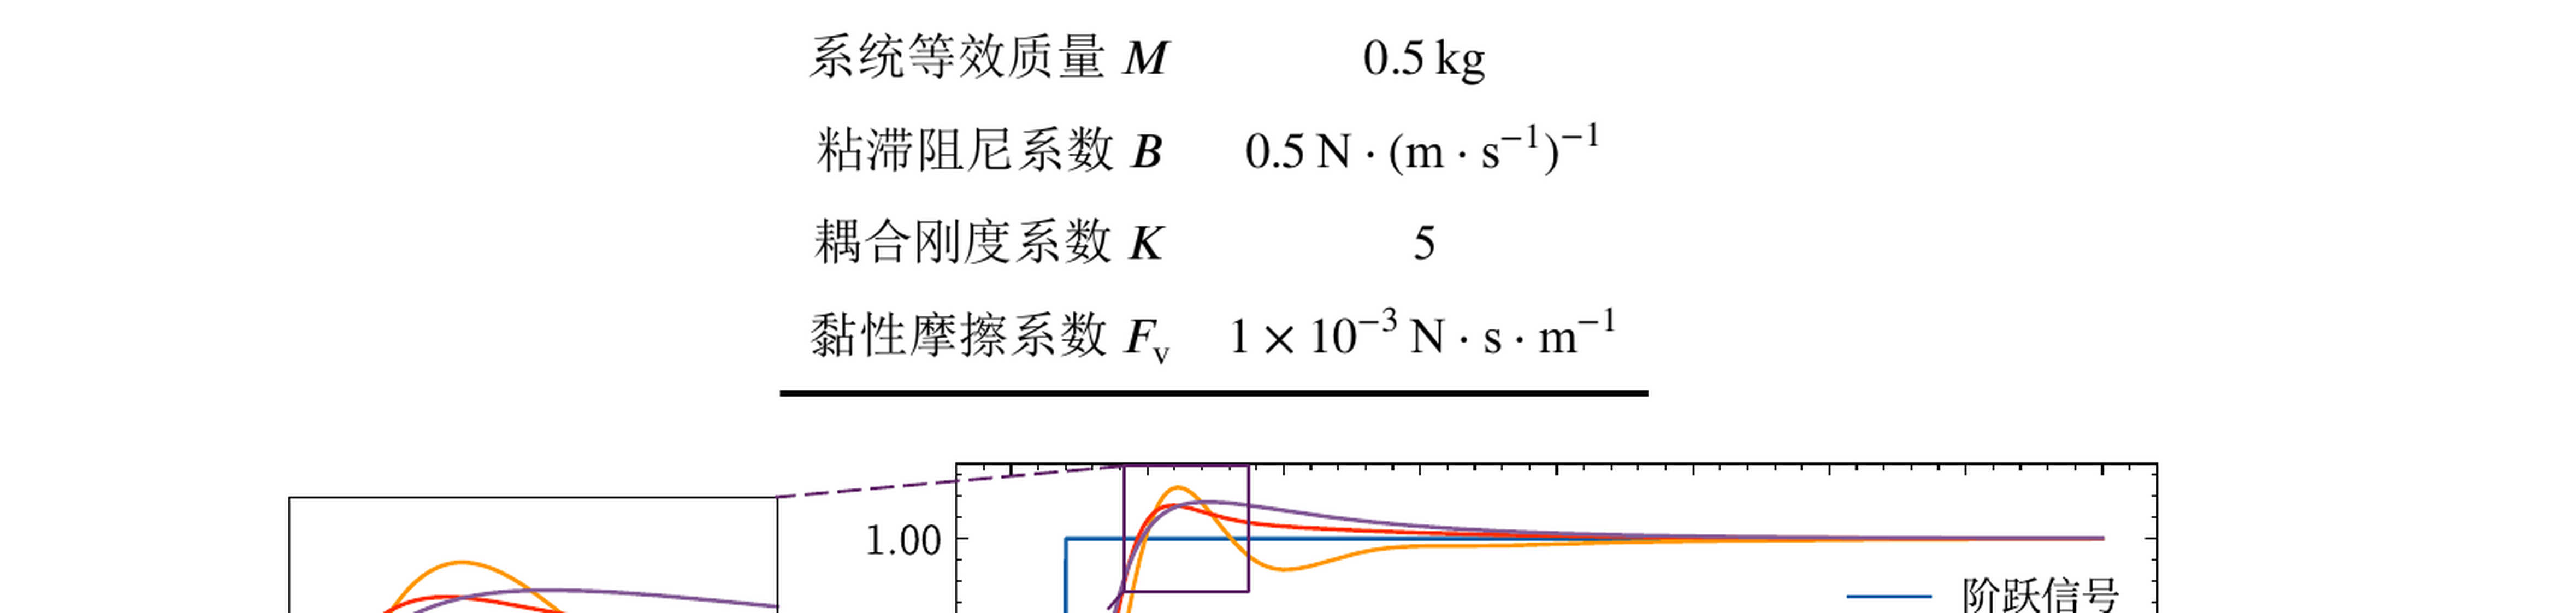 系统等效质量 M 0.5 kg
粘滞阻尼系数 B 0.5 N · (m · s⁻¹)⁻¹
耦合刚度系数 K 5
黏性摩擦系数 Fᵥ 1 × 10⁻³ N · s · m⁻¹
1.00
阶跃信号